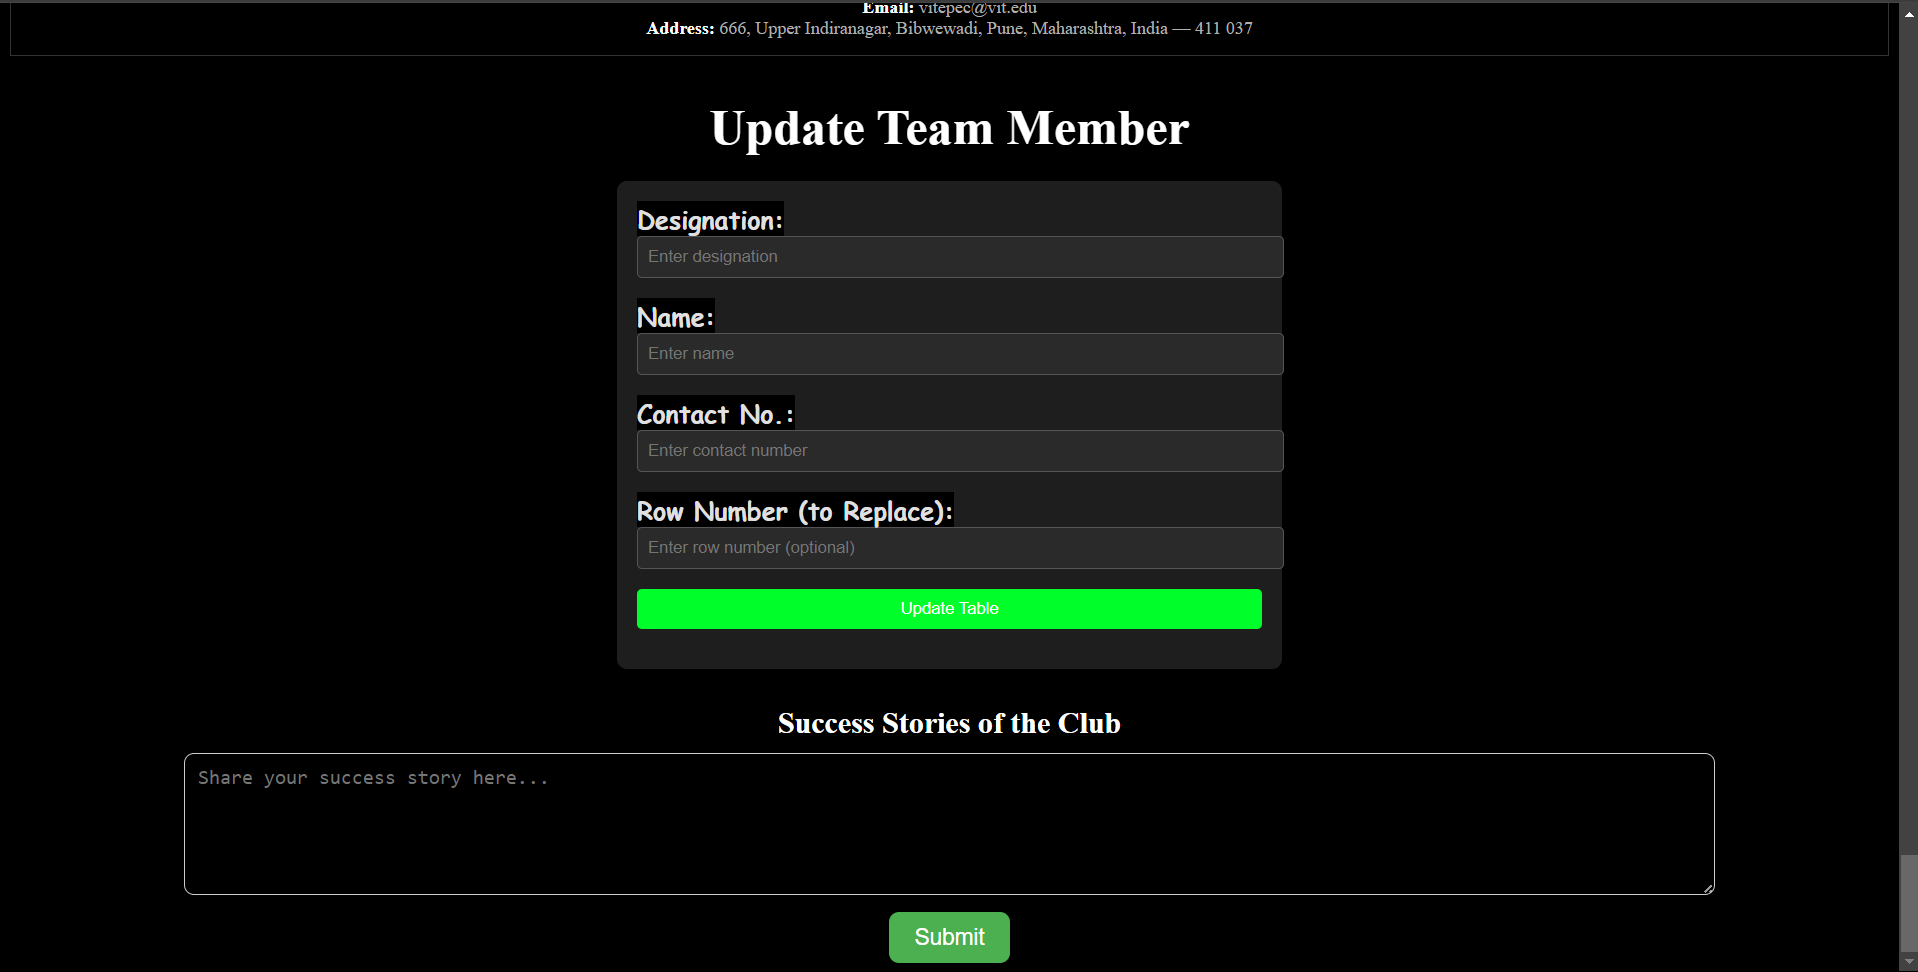 Email: vitepec@vit.edu
Address: 666, Upper Indiranagar, Bibwewadi, Pune, Maharashtra, India — 411 037
Update Team Member
Designation:
Enter designation
Name:
Enter name
Contact No.:
Enter contact number
Row Number (to Replace):
Enter row number (optional)
Update Table
Success Stories of the Club
Share your success story here...
Submit